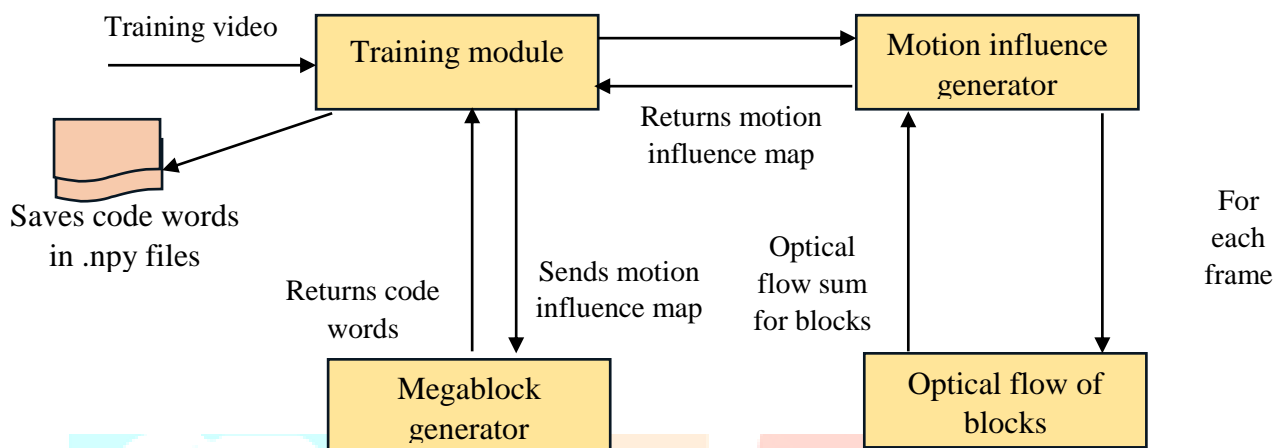 Training video
Training module
Motion influence
generator
Returns motion
influence map
Saves code words
in .npy files
For
each
frame
Optical
flow sum
for blocks
Sends motion
influence map
Returns code
words
Megablock
generator
Optical flow of
blocks